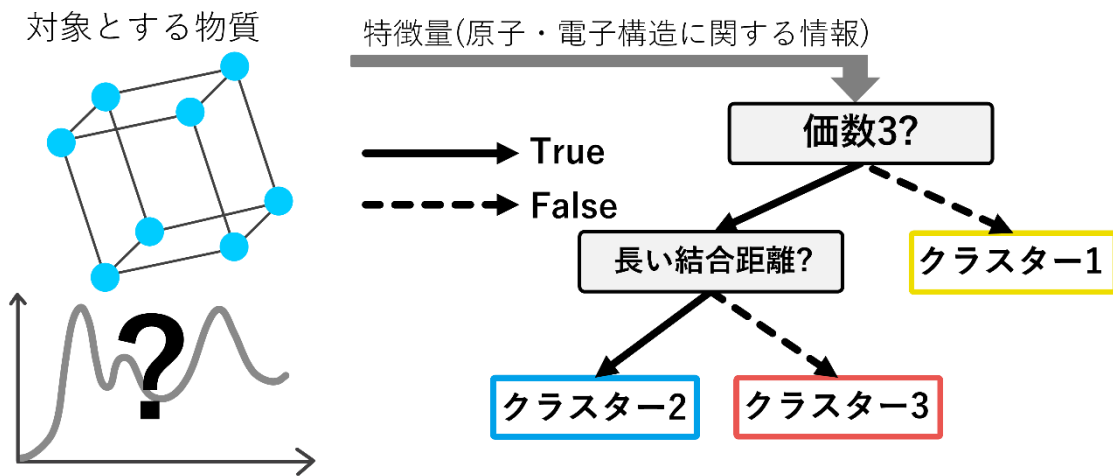 対象とする物質
特徴量(原子・電子構造に関する情報)
価数3?
True
False
長い結合距離?
クラスター1
?
クラスター2
クラスター3